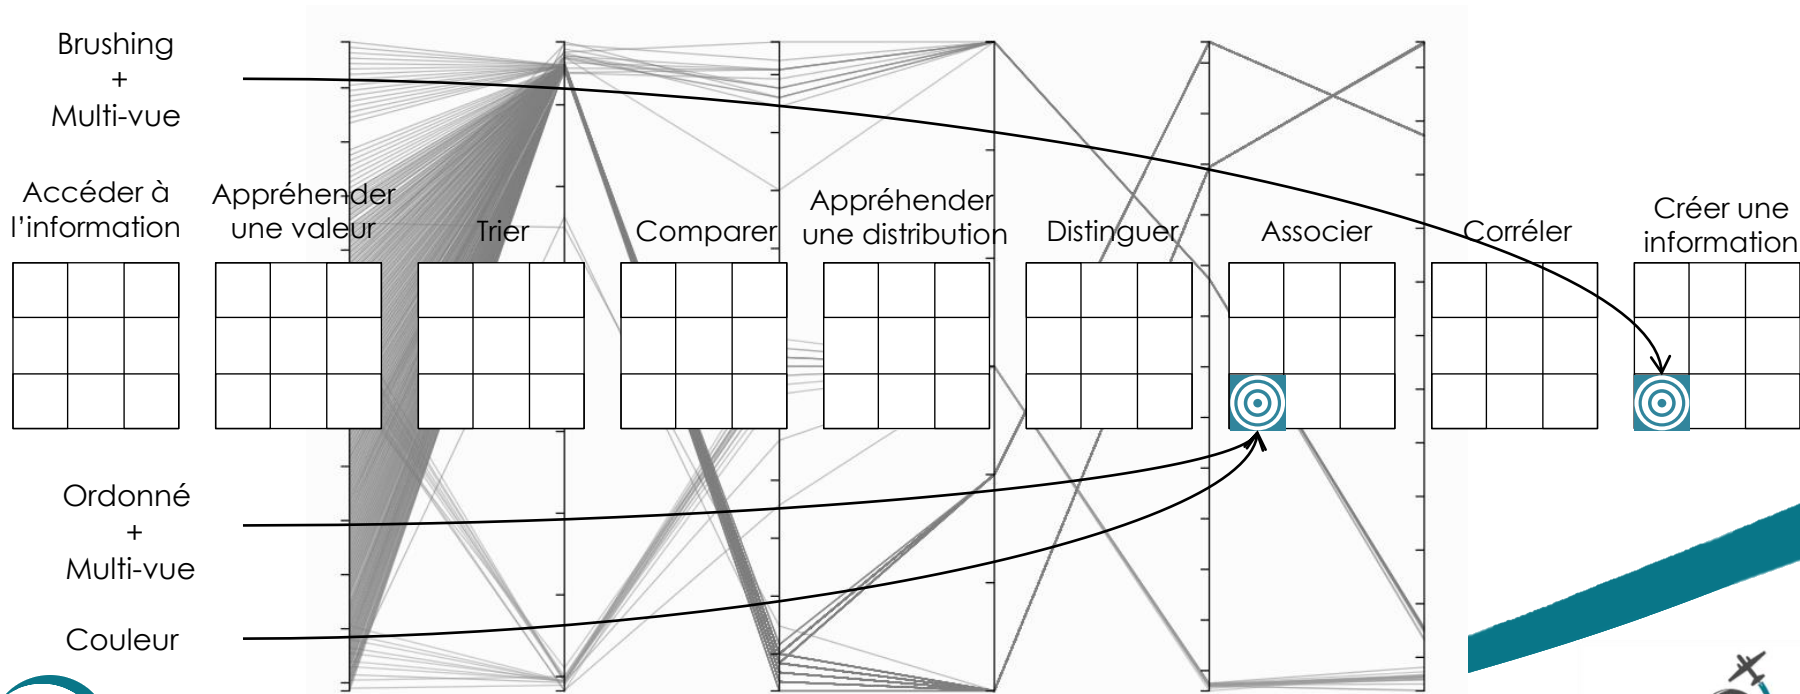 Brushing
+
Multi-vue
Accéder à
l'information
Appréhender
une valeur
Trier
Comparer
Appréhender
une distribution
Distinguer
Associer
Corréler
Créer une
information
Ordonné
+
Multi-vue
Couleur